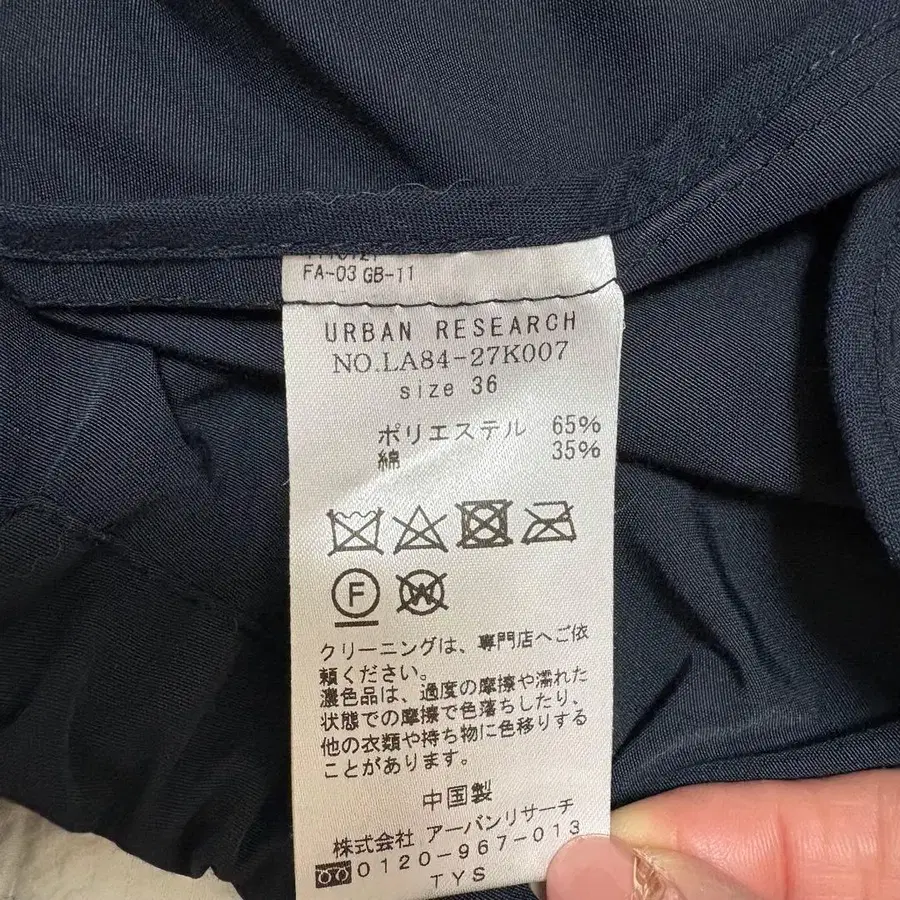 FA-03 GB-11
URBAN RESEARCH
NO.LA84-27K007
size 36
ポリエステル 65%
綿 35%
F
W
クリーニングは、専門店へご依
頼ください。
濃色品は、過度の摩擦や濡れた
状態での摩擦で色落ちしたり、
他の衣類や持ち物に色移りする
ことがあります。
中国製
株式会社 アーバンリサーチ
0120-967-013
TYS